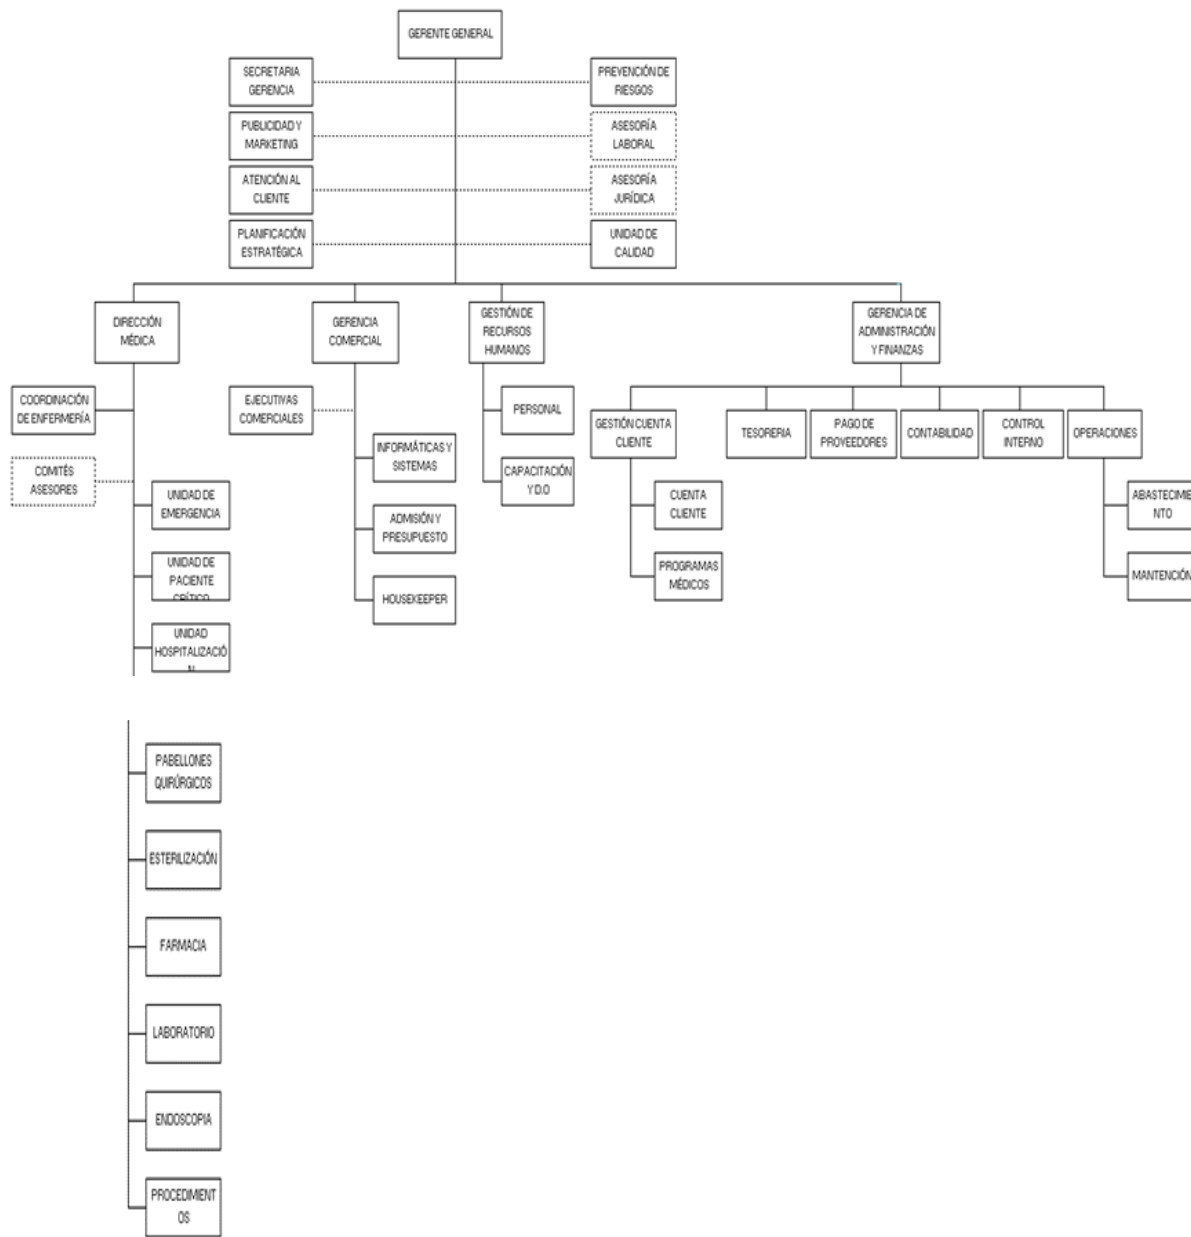 GERENTE GENERAL
SECRETARIA
GERENCIA
PREVENCIÓN DE
RIESGOS
PUBLICIDAD Y
MARKETING
ASESORÍA
LABORAL
ATENCIÓN AL
CLIENTE
ASESORÍA
JURÍDICA
PLANIFICACIÓN
ESTRATÉGICA
UNIDAD DE
CALIDAD
DIRECCIÓN
MÉDICA
GERENCIA
COMERCIAL
GESTIÓN DE
RECURSOS
HUMANOS
GERENCIA DE
ADMINISTRACIÓN
Y FINANZAS
COORDINACIÓN
DE ENFERMERÍA
COMITÉS
ASESORES
UNIDAD DE
EMERGENCIA
UNIDAD DE
PACIENTE
CRÍTICO
UNIDAD
HOSPITALIZACIÓ
N
EJECUTIVAS
COMERCIALES
INFORMÁTICAS Y
SISTEMAS
ADMISIÓN Y
PRESUPUESTO
HOUSEKEEPER
PERSONAL
CAPACITACIÓN
Y D.O
GESTIÓN CUENTA
CLIENTE
TESORERIA
PAGO DE
PROVEEDORES
CONTABILIDAD
CONTROL
INTERNO
OPERACIONES
CUENTA
CLIENTE
PROGRAMAS
MÉDICOS
ABASTECIMIE
NTO
MANTENCIÓN
PABELLONES
QUIRÚRGICOS
ESTERILIZACIÓN
FARMACIA
LABORATORIO
ENDOSCOPIA
PROCEDIMIENT
OS